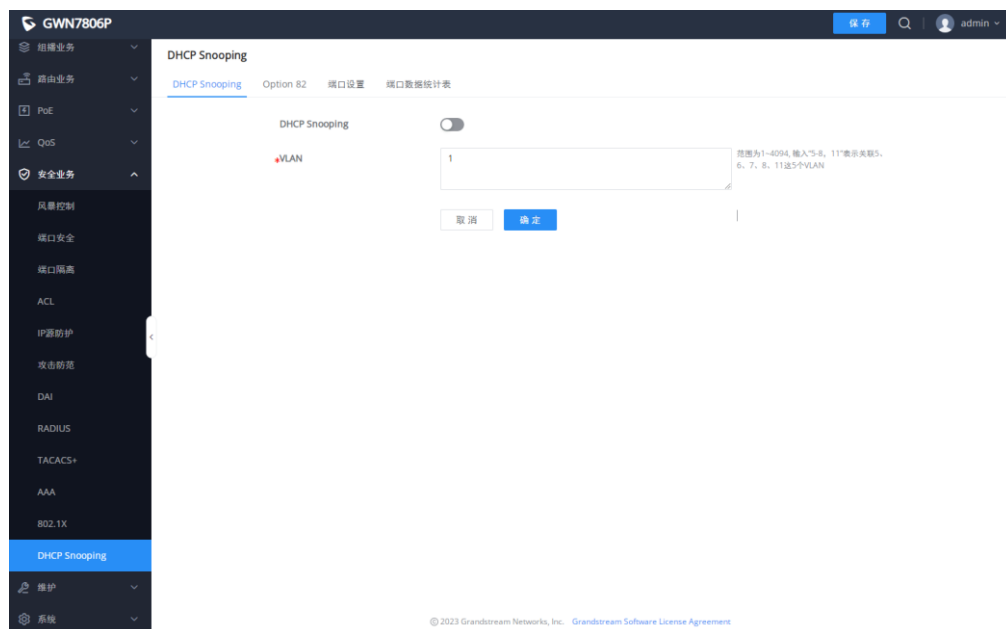 GWN7806P
保存
admin
组播业务
路由业务
PoE
QoS
安全业务
风暴控制
端口安全
端口隔离
ACL
IP源防护
攻击防范
DAI
RADIUS
TACACS+
AAA
802.1X
DHCP Snooping
维护
系统
DHCP Snooping
DHCP Snooping Option 82 端口设置 端口数据统计表
DHCP Snooping
*VLAN
1
范围为1~4094, 输入"5-8、11"表示关联5、
6、7、8、11这5个VLAN
取消 确定
© 2023 Grandstream Networks, Inc. Grandstream Software License Agreement